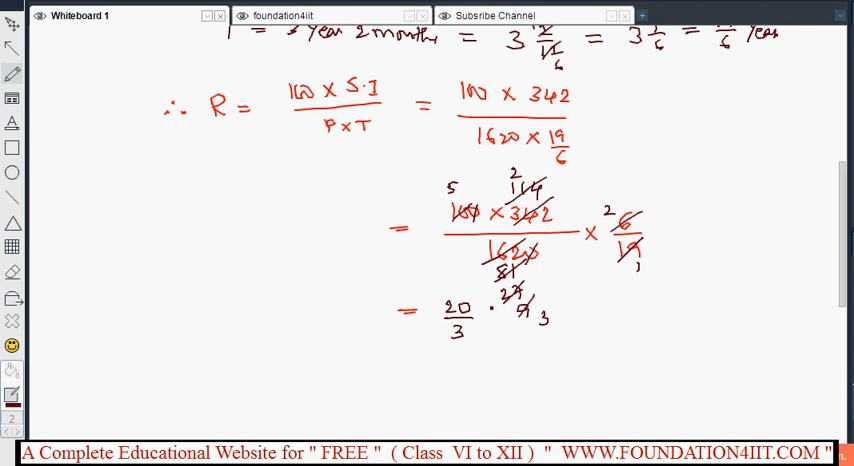 Whiteboard 1 foundation4iit Subsribe Channel
T = 3 year 2 months = 3 2/12 6 = 3 1/6 = 19/6 year
∴ R = 100 × S.I / P × T = 100 × 342 / 1620 × 19/6
5 2 114
= 100 × 342 / 1620 × 2 6 / 19 1
81
27
= 20/3 . 9 3
2
A Complete Educational Website for " FREE " ( Class VI to XII ) " WWW.FOUNDATION4IIT.COM " n.